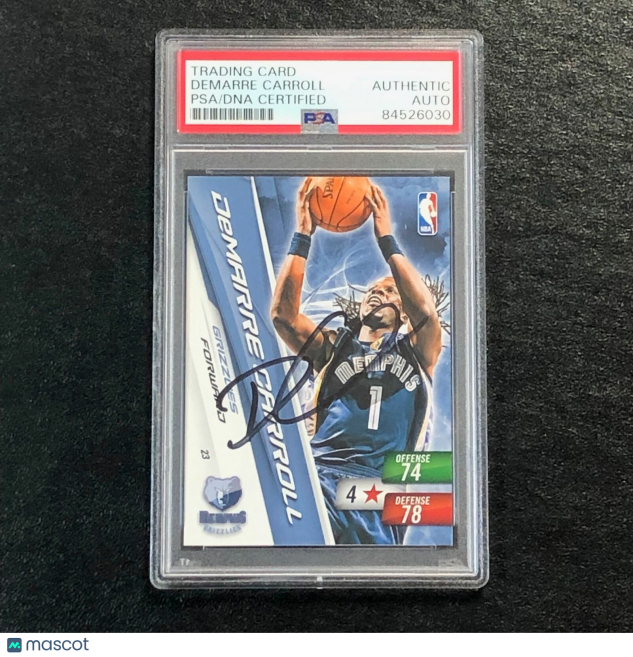 TRADING CARD
DEMARRE CARROLL
PSA/DNA CERTIFIED
AUTHENTIC
AUTO
84526030
PSA
SPA
NBA
DEMARRE CARROLL
GRIZZLIES
FORWARD
23
MEMPHIS
1
OFFENSE
74
4
DEFENSE
78
MEMPHIS
GRIZZLIES
mascot